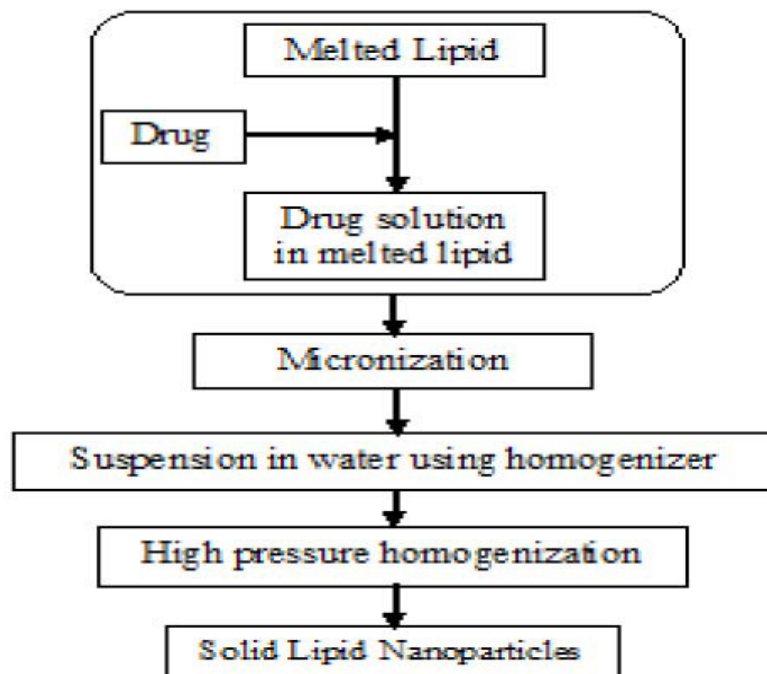 Melted Lipid
Drug
Drug solution
in melted lipid
Micronization
Suspension in water using homogenizer
High pressure homogenization
Solid Lipid Nanoparticles